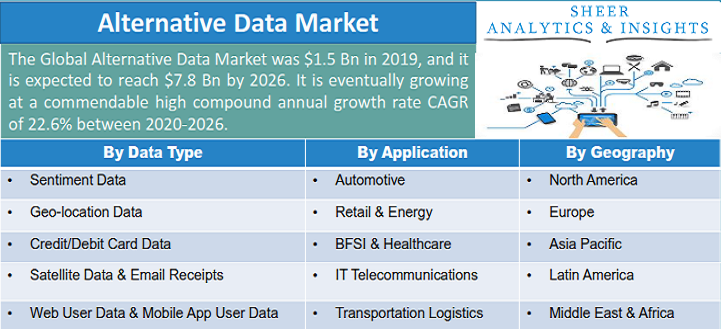 Alternative Data Market
SHEER
ANALYTICS & INSIGHTS
The Global Alternative Data Market was $1.5 Bn in 2019, and it
is expected to reach $7.8 Bn by 2026. It is eventually growing
at a commendable high compound annual growth rate CAGR
of 22.6% between 2020-2026.
By Data Type By Application By Geography
• Sentiment Data • Automotive • North America
• Geo-location Data • Retail & Energy • Europe
• Credit/Debit Card Data • BFSI & Healthcare • Asia Pacific
• Satellite Data & Email Receipts • IT Telecommunications • Latin America
• Web User Data & Mobile App User Data • Transportation Logistics • Middle East & Africa